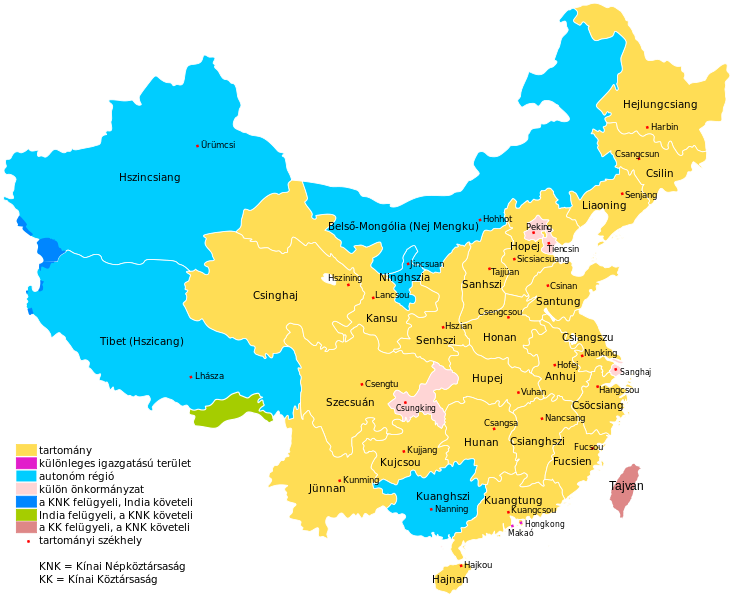 Hejlungcsiang
Harbin
Csangcsun
Csilin
Ürümcsi
Hszincsiang
Senjang
Liaoning
Hohhot
Belső-Mongólia (Nej Mengku)
Peking
Hopej
Tiencsin
Sicsiacsuang
Jincsuan
Tajjüan
Ninghszia
Hszining
Sanhszi
Csinan
Csinghaj
Lancsou
Santung
Kansu
Csengcsou
Hszian
Senhszi
Honan
Csiangszu
Tibet (Hszicang)
Nanking
Hofej
Sanghaj
Lhásza
Anhuj
Csengtu
Hupej
Hangcsou
Vuhan
Szecsuán
Csungking
Csöcsiang
Csangsa
Nancsang
Hunan
Csianghszi
Fucsou
Kujjang
Kujcsou
Fucsien
Kunming
Jünnan
Tajvan
Kuanghszi
Kuangtung
Nanning
Kuangcsou
Hongkong
Makaó
Hajkou
Hajnan
tartomány
különleges igazgatású terület
autonóm régió
külön önkormányzat
a KNK felügyeli, India követeli
India felügyeli, a KNK követeli
a KK felügyeli, a KNK követeli
tartományi székhely
KNK = Kínai Népköztársaság
KK = Kínai Köztársaság